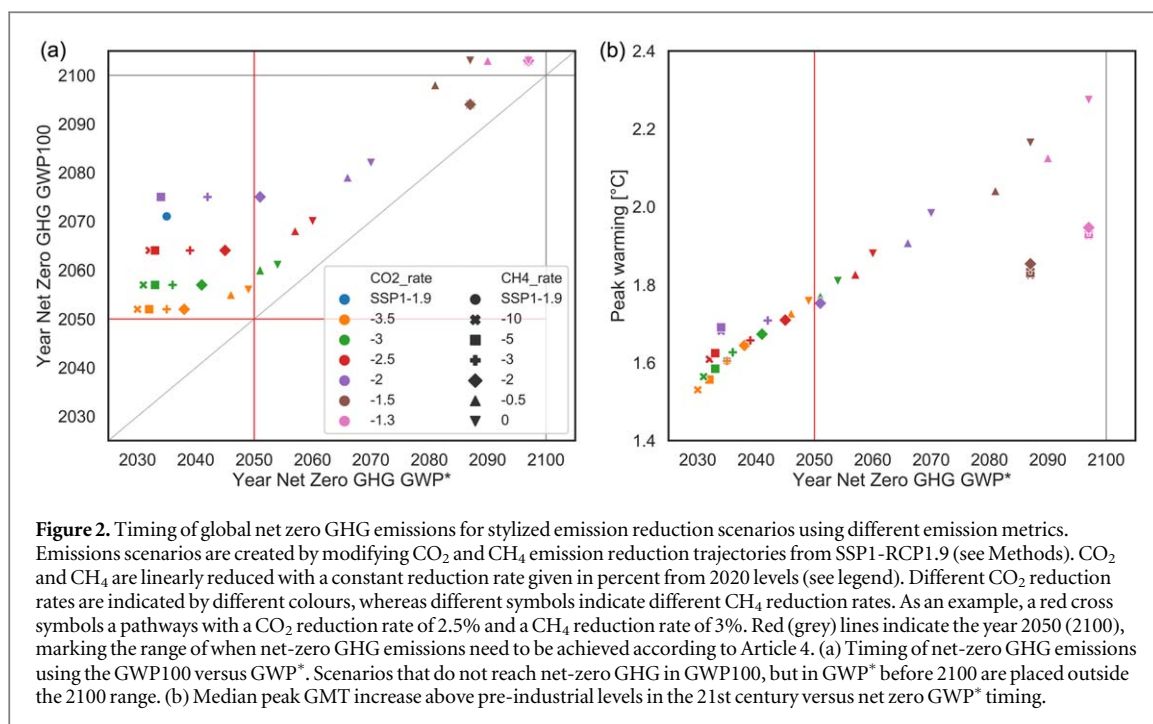 (a)
2100
2090
2080
2070
2060
2050
2040
2030
Year Net Zero GHG GWP100
2030 2040 2050 2060 2070 2080 2090 2100
Year Net Zero GHG GWP*
CO2_rate CH4_rate
SSP1-1.9 SSP1-1.9
-3.5 -10
-3 -5
-2.5 -3
-2 -2
-1.5 -0.5
-1.3 0
(b)
2.4
2.2
2.0
1.8
1.6
1.4
Peak warming [°C]
2030 2040 2050 2060 2070 2080 2090 2100
Year Net Zero GHG GWP*
Figure 2. Timing of global net zero GHG emissions for stylized emission reduction scenarios using different emission metrics.
Emissions scenarios are created by modifying CO₂ and CH₄ emission reduction trajectories from SSP1-RCP1.9 (see Methods). CO₂
and CH₄ are linearly reduced with a constant reduction rate given in percent from 2020 levels (see legend). Different CO₂ reduction
rates are indicated by different colours, whereas different symbols indicate different CH₄ reduction rates. As an example, a red cross
symbols a pathways with a CO₂ reduction rate of 2.5% and a CH₄ reduction rate of 3%. Red (grey) lines indicate the year 2050 (2100),
marking the range of when net-zero GHG emissions need to be achieved according to Article 4. (a) Timing of net-zero GHG emissions
using the GWP100 versus GWP*. Scenarios that do not reach net-zero GHG in GWP100, but in GWP* before 2100 are placed outside
the 2100 range. (b) Median peak GMT increase above pre-industrial levels in the 21st century versus net zero GWP* timing.